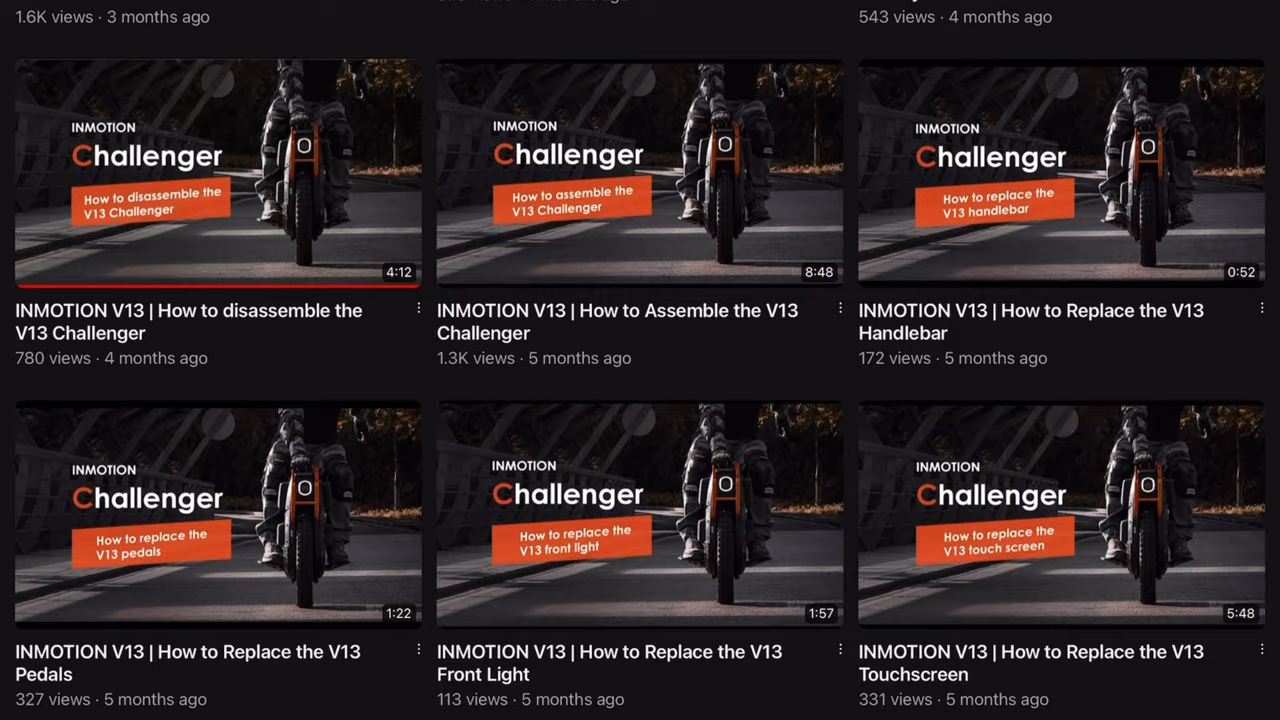 1.6K views · 3 months ago
543 views · 4 months ago
INMOTION
Challenger
How to disassemble the
V13 Challenger
4:12
INMOTION V13 | How to disassemble the
V13 Challenger
780 views · 4 months ago
INMOTION
Challenger
How to assemble the
V13 Challenger
8:48
INMOTION V13 | How to Assemble the V13
Challenger
1.3K views · 5 months ago
INMOTION
Challenger
How to replace the
V13 handlebar
0:52
INMOTION V13 | How to Replace the V13
Handlebar
172 views · 5 months ago
INMOTION
Challenger
How to replace the
V13 pedals
1:22
INMOTION V13 | How to Replace the V13
Pedals
327 views · 5 months ago
INMOTION
Challenger
How to replace the
V13 front light
1:57
INMOTION V13 | How to Replace the V13
Front Light
113 views · 5 months ago
INMOTION
Challenger
How to replace the
V13 touch screen
5:48
INMOTION V13 | How to Replace the V13
Touchscreen
331 views · 5 months ago